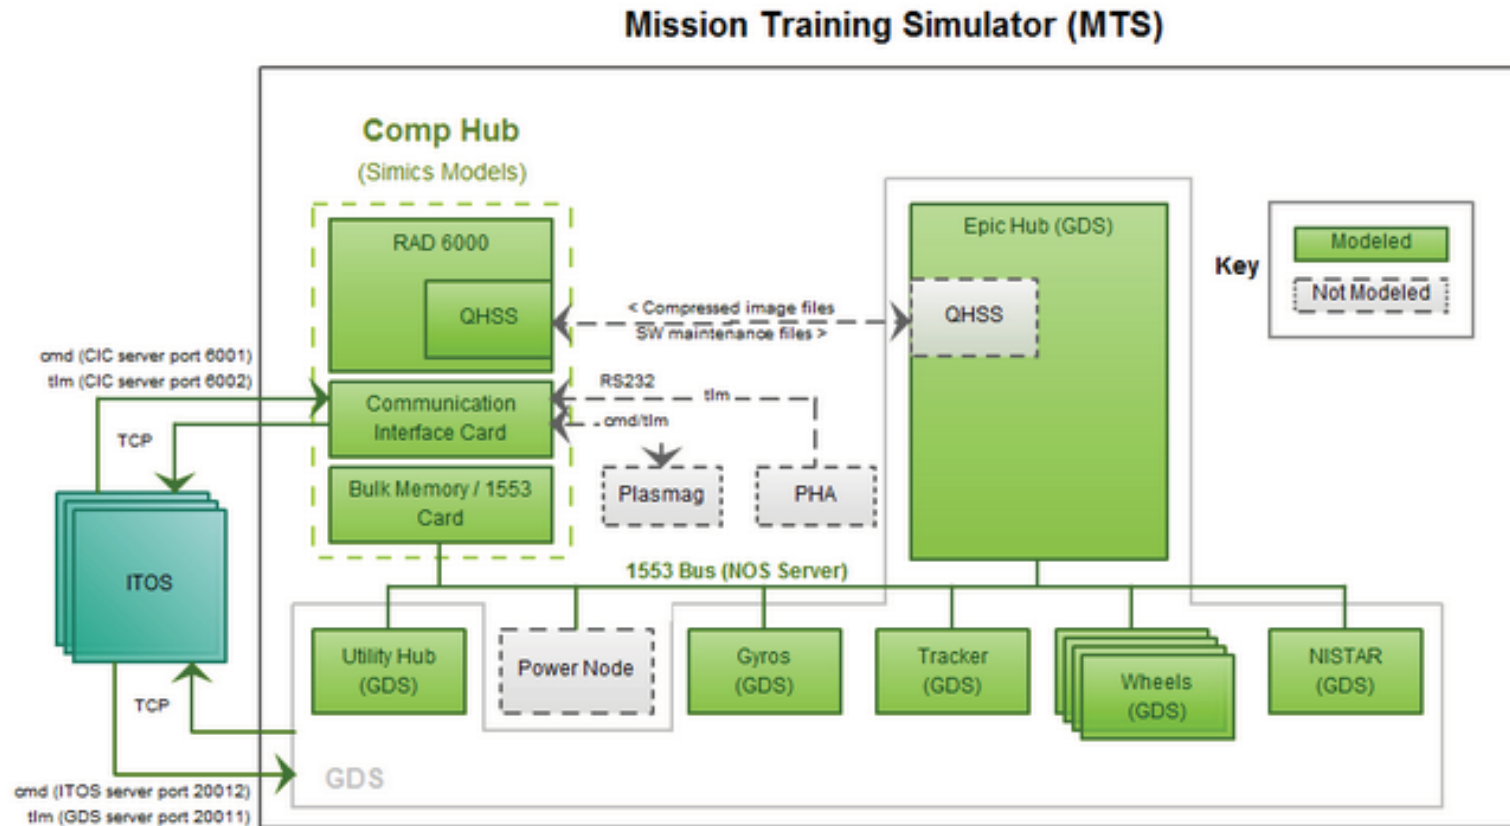 Mission Training Simulator (MTS)
Comp Hub
(Simics Models)
RAD 6000
QHSS
Communication
Interface Card
Bulk Memory / 1553
Card
cmd (CIC server port 6001)
tlm (CIC server port 6002)
TCP
ITOS
TCP
cmd (ITOS server port 20012)
tlm (GDS server port 20011)
< Compressed image files
SW maintenance files >
RS232
tlm
cmd/tlm
Plasmag
PHA
Epic Hub (GDS)
QHSS
Key
Modeled
Not Modeled
1553 Bus (NOS Server)
Utility Hub
(GDS)
Power Node
Gyros
(GDS)
Tracker
(GDS)
Wheels
(GDS)
NISTAR
(GDS)
GDS